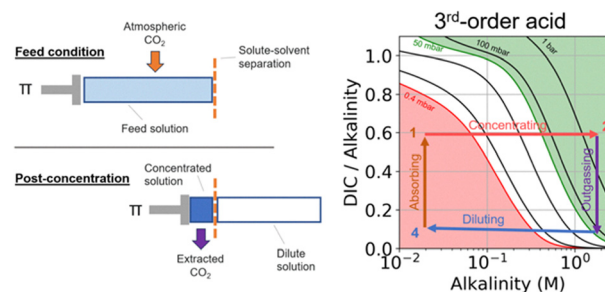 Feed condition
Atmospheric
CO₂
Solute-solvent
separation
π
Feed solution
Post-concentration
Concentrated
solution
π
Extracted
CO₂
Dilute
solution
3rd-order acid
DIC / Alkalinity
1.0
0.8
0.6
0.4
0.2
0.0
50 mbar
100 mbar
1 bar
0.4 mbar
1
Concentrating
2
Absorbing
Outgassing
4
Diluting
10⁻²
10⁻¹
10⁰
Alkalinity (M)